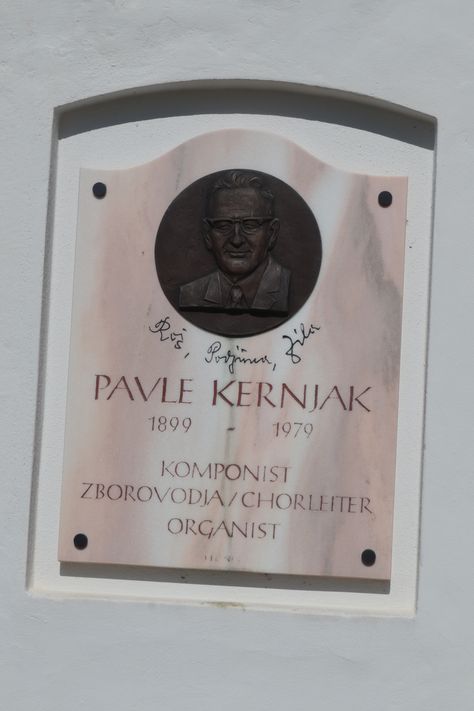 Rož, Podjuna, Zila
PAVLE KERNJAK
1899 - 1979
KOMPONIST
ZBOROVODJA/CHORLEITER
ORGANIST